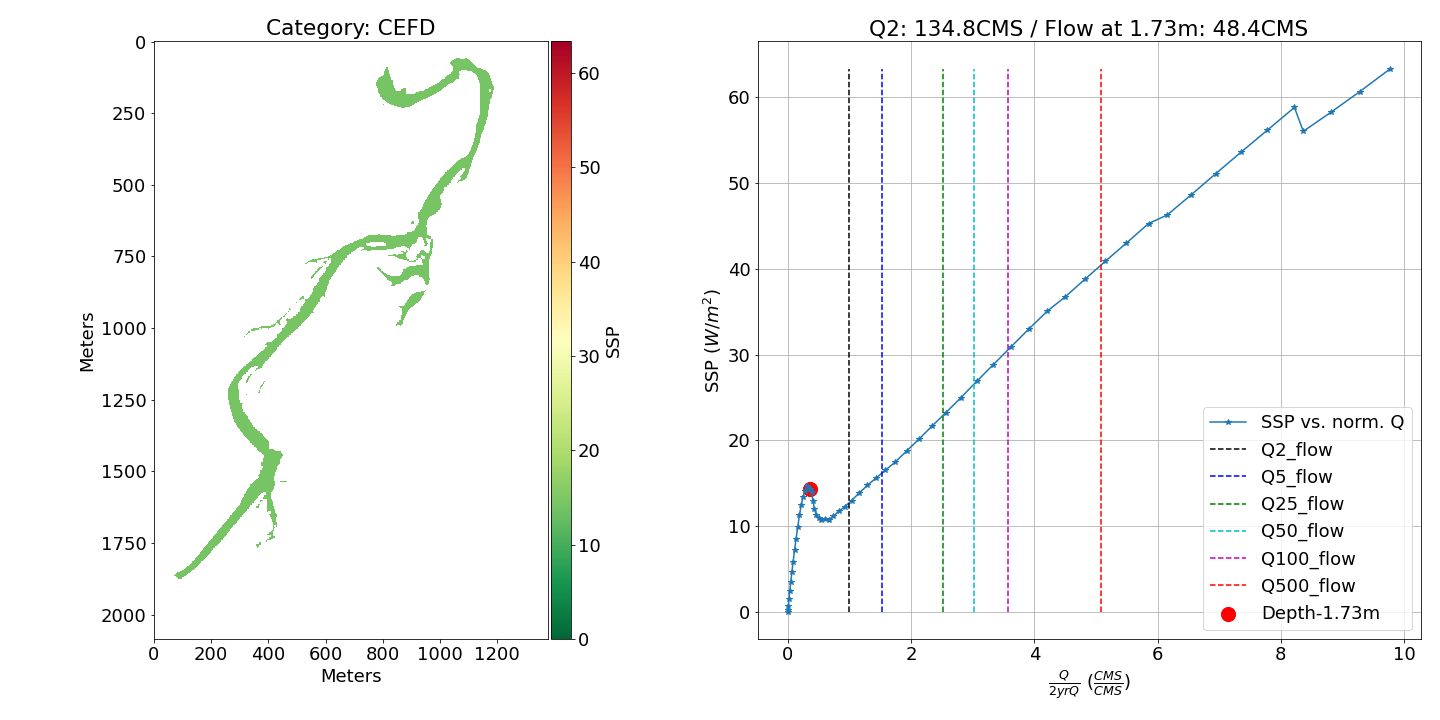 Category: CEFD
Q2: 134.8CMS / Flow at 1.73m: 48.4CMS
0
250
500
750
1000
1250
1500
1750
2000
Meters
0 200 400 600 800 1000 1200
Meters
60
50
40
30
20
10
0
SSP
60
50
40
30
20
10
0
SSP (W/m²)
0 2 4 6 8 10
Q/2yrQ (CMS/CMS)
SSP vs. norm. Q
Q2_flow
Q5_flow
Q25_flow
Q50_flow
Q100_flow
Q500_flow
Depth-1.73m